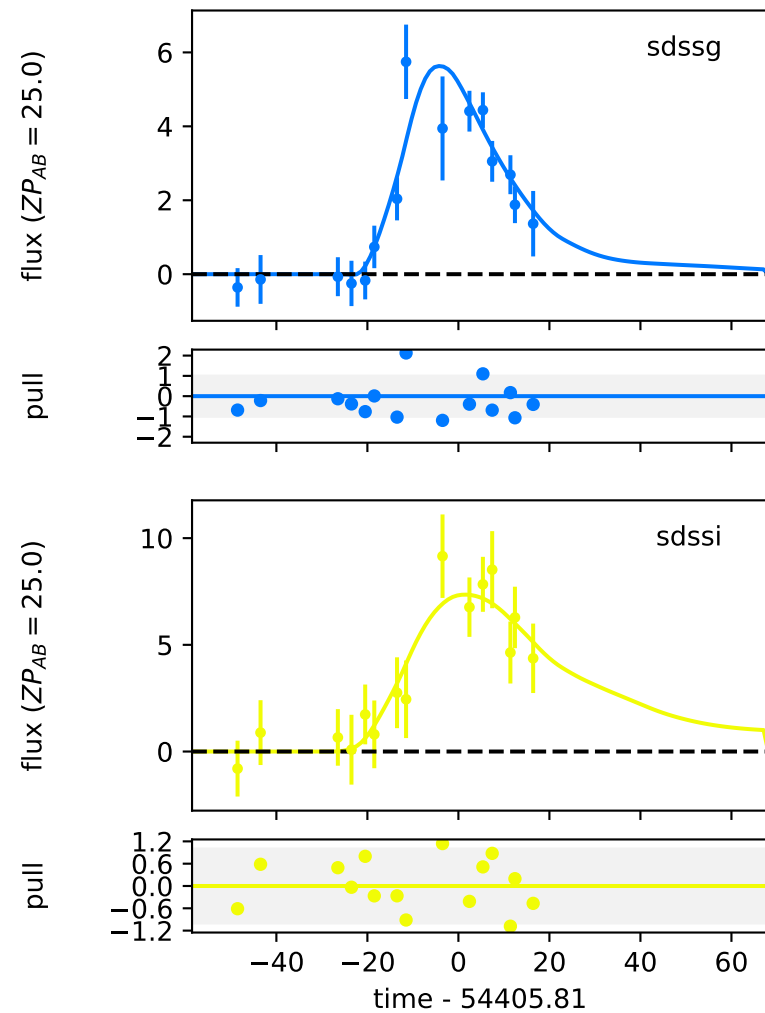 flux (ZP_AB = 25.0)
sdssg
6
4
2
0
pull
2
1
0
−1
−2
flux (ZP_AB = 25.0)
sdssi
10
5
0
pull
1.2
0.6
0.0
−0.6
−1.2
−40 −20 0 20 40 60
time - 54405.81